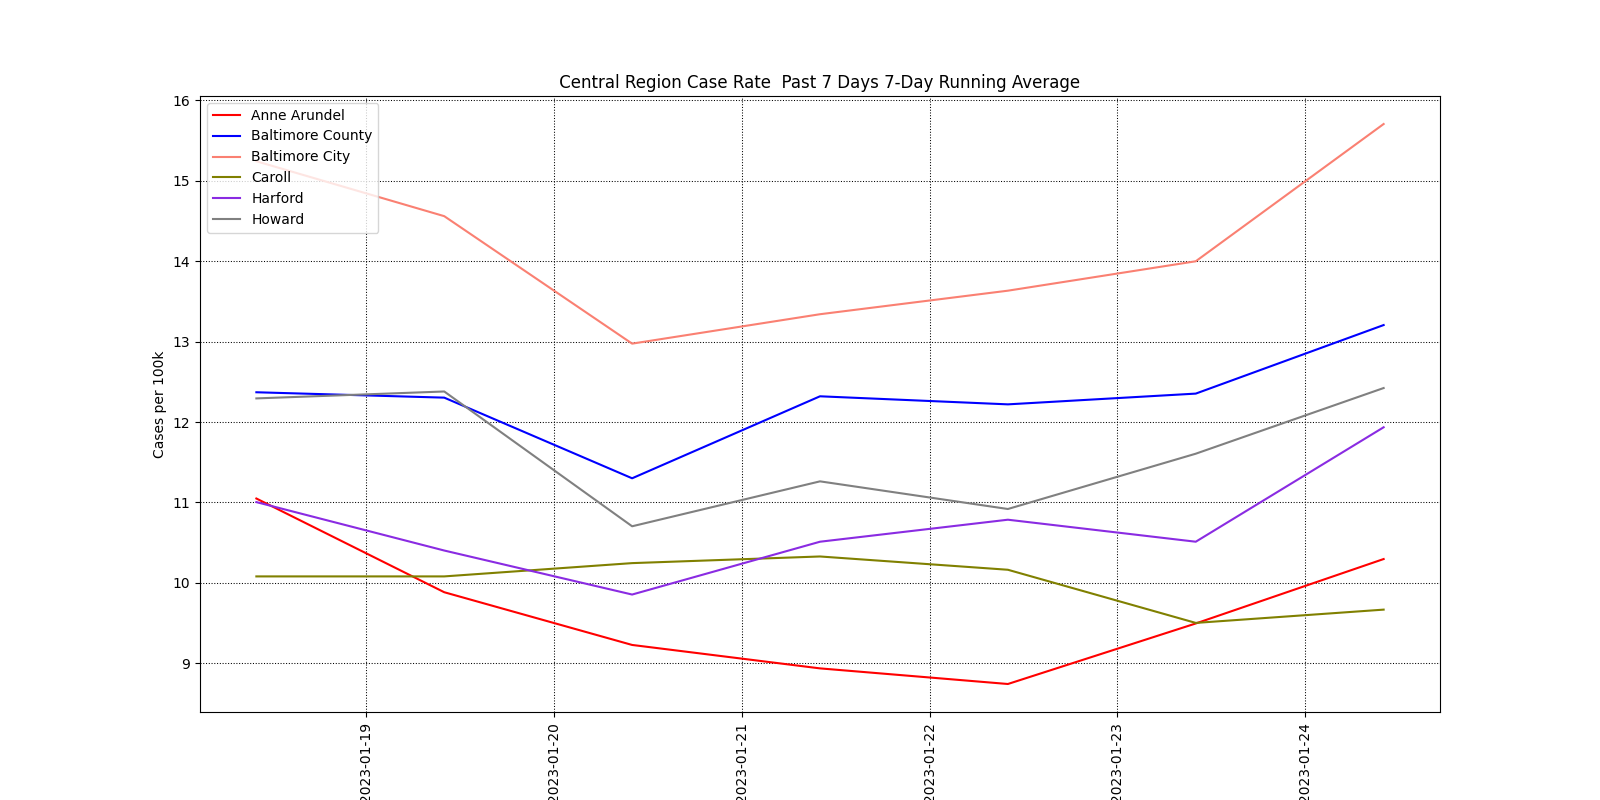 Central Region Case Rate  Past 7 Days 7-Day Running Average
Anne Arundel
Baltimore County
Baltimore City
Caroll
Harford
Howard
Cases per 100k
16
15
14
13
12
11
10
9
2023-01-19
2023-01-20
2023-01-21
2023-01-22
2023-01-23
2023-01-24